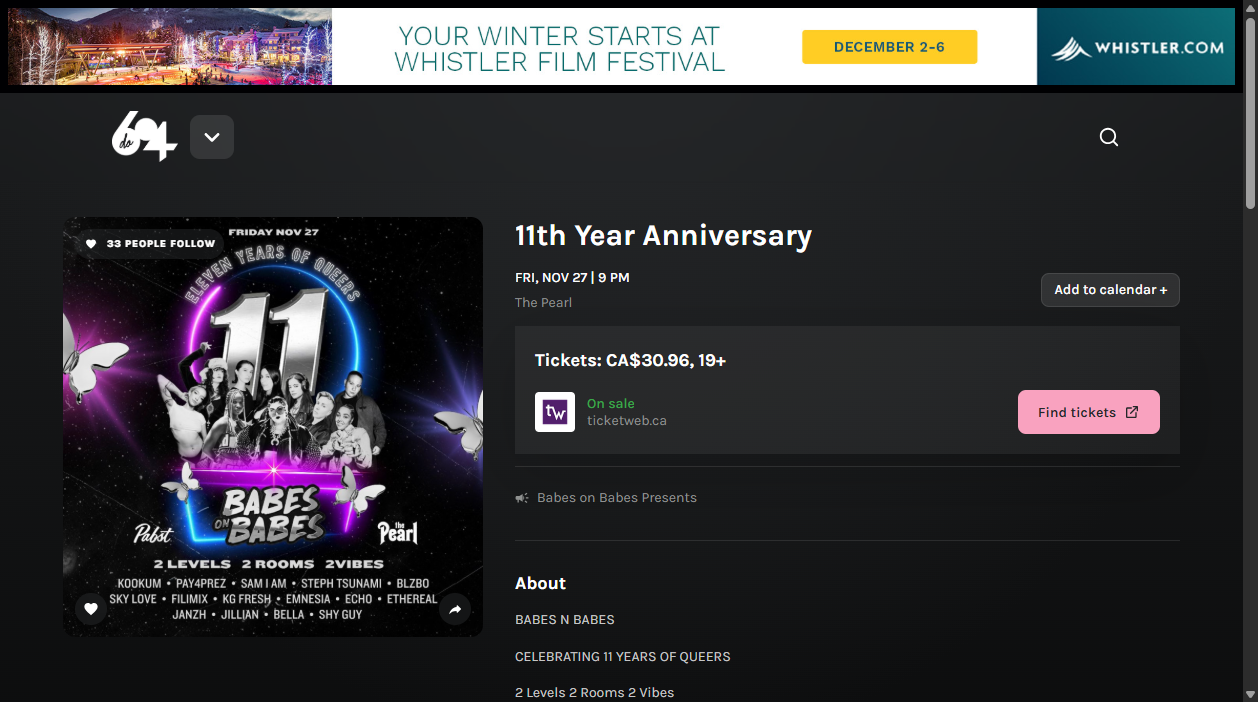 YOUR WINTER STARTS AT
WHISTLER FILM FESTIVAL
DECEMBER 2-6
WHISTLER.COM
do604
33 PEOPLE FOLLOW
FRIDAY NOV 27
ELEVEN YEARS OF QUEERS
11
BABES
ON BABES
Pabst
the Pearl
2 LEVELS 2 ROOMS 2VIBES
KOOKUM • PAY4PREZ • SAM I AM • STEPH TSUNAMI • BLZBO
SKY LOVE • FILIMIX • KG FRESH • EMNESIA • ECHO • ETHEREAL
JANZH • JILLIAN • BELLA • SHY GUY
11th Year Anniversary
FRI, NOV 27 | 9 PM
The Pearl
Add to calendar +
Tickets: CA$30.96, 19+
tw
On sale
ticketweb.ca
Find tickets
Babes on Babes Presents
About
BABES N BABES
CELEBRATING 11 YEARS OF QUEERS
2 Levels 2 Rooms 2 Vibes